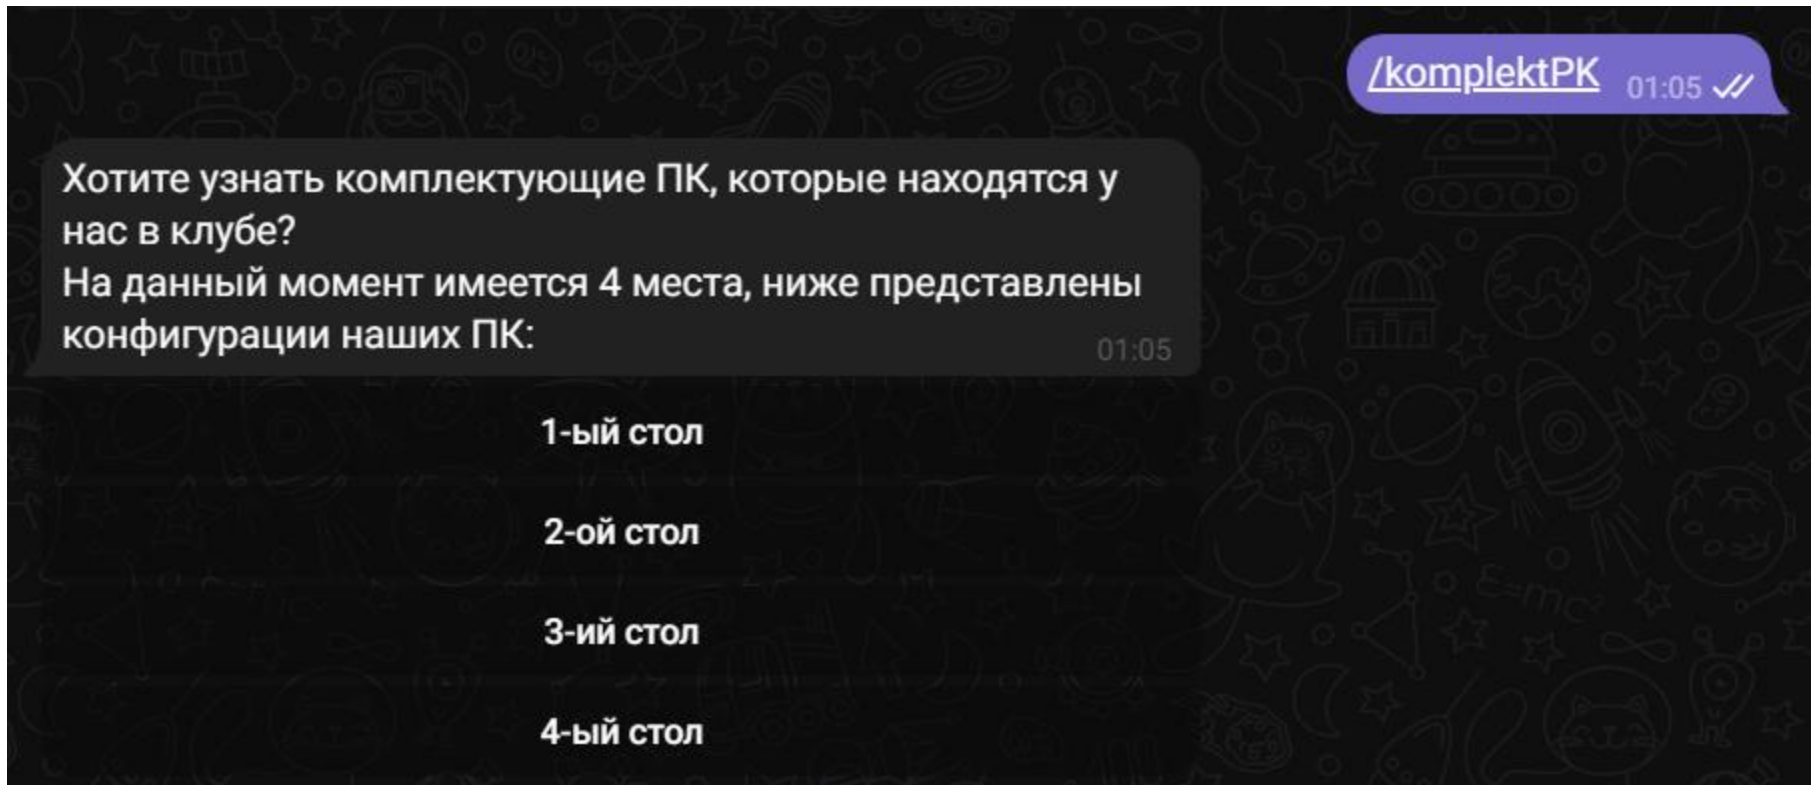 /komplektPK 01:05
Хотите узнать комплектующие ПК, которые находятся у
нас в клубе?
На данный момент имеется 4 места, ниже представлены
конфигурации наших ПК:
01:05
1-ый стол
2-ой стол
3-ий стол
4-ый стол
E=mc²